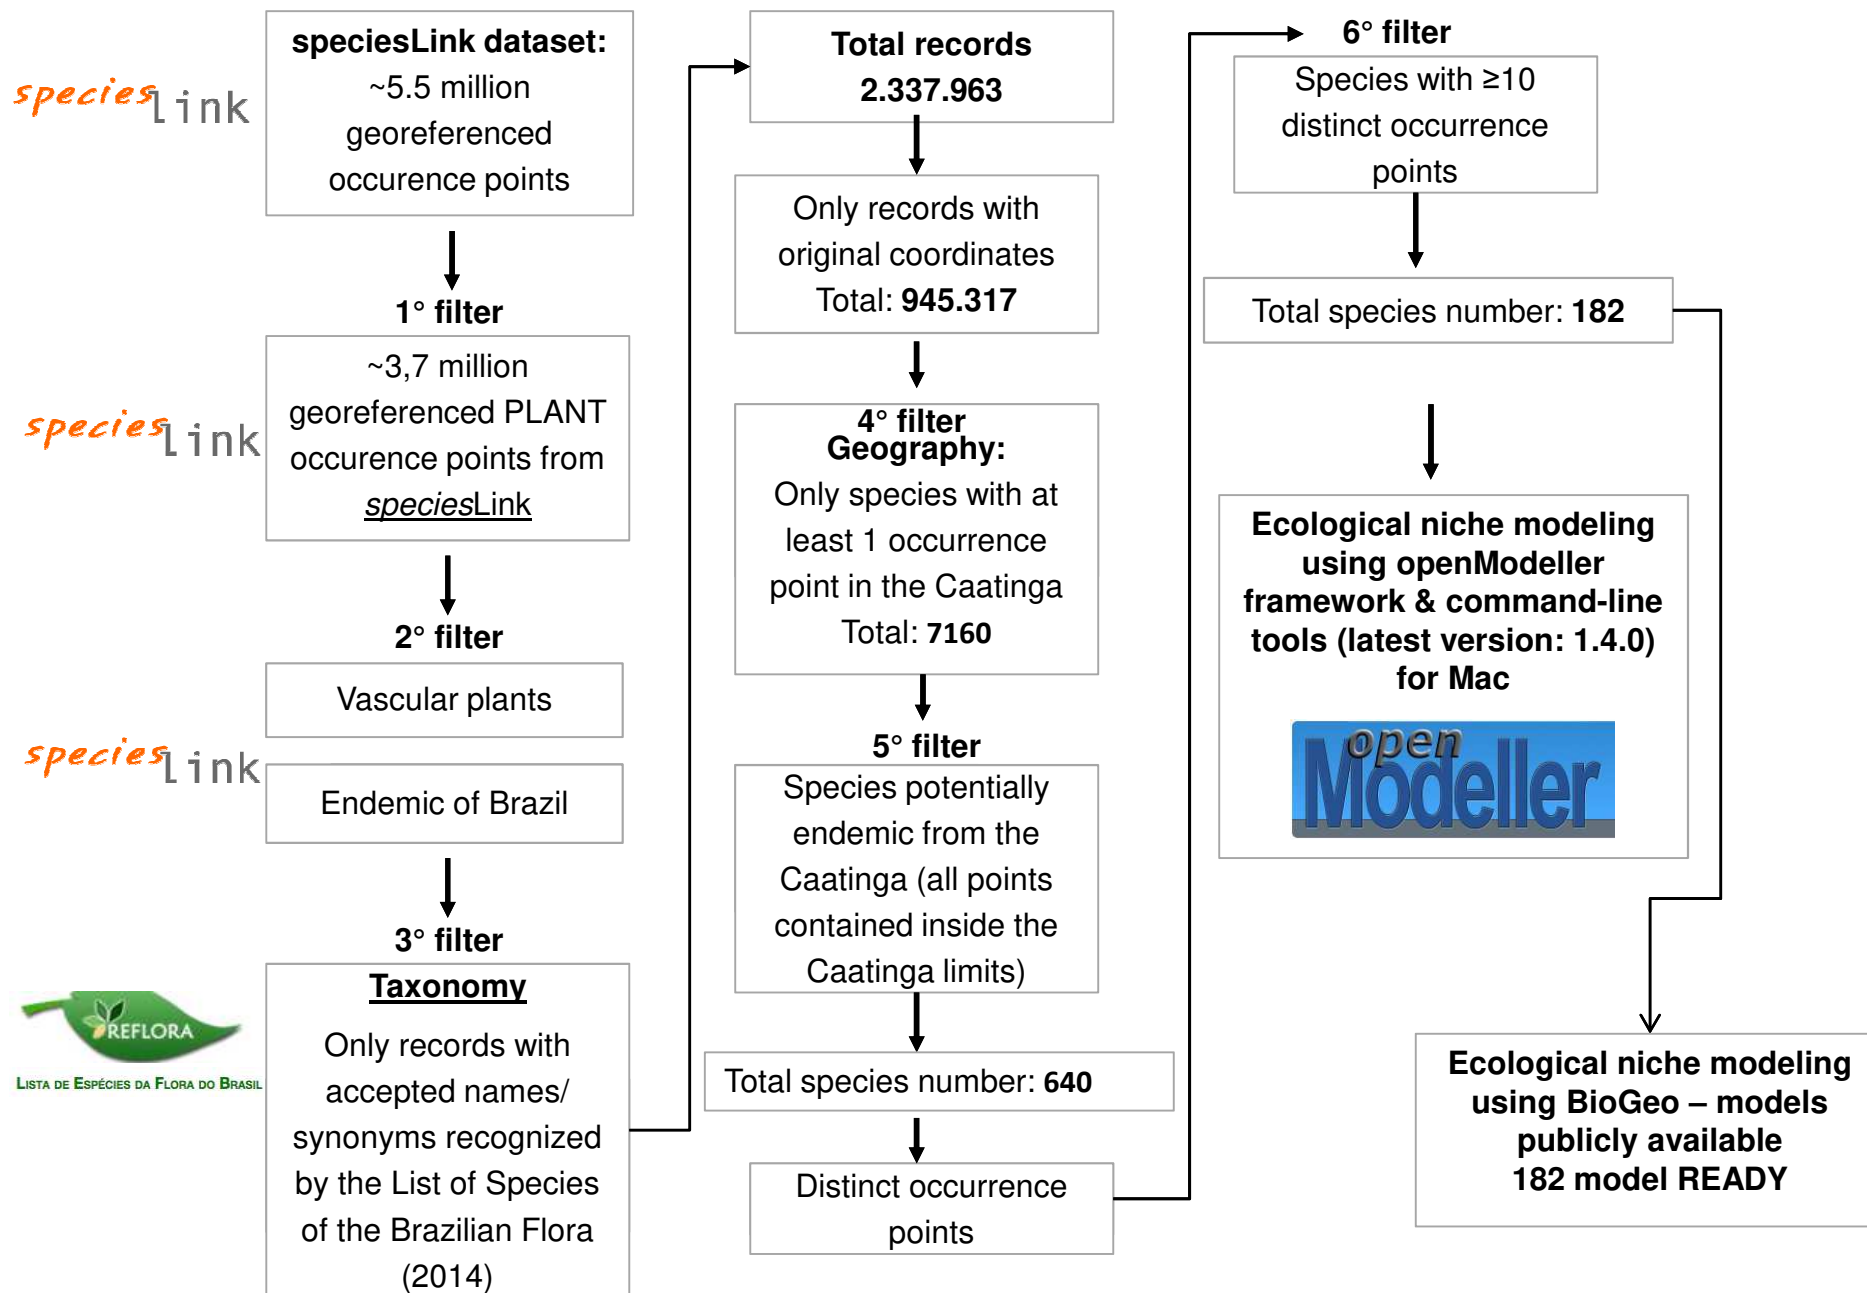 species link
speciesLink dataset:
~5.5 million
georeferenced
occurence points
1° filter
species link
~3,7 million
georeferenced PLANT
occurence points from
speciesLink
2° filter
Vascular plants
species link
Endemic of Brazil
3° filter
REFLORA
LISTA DE ESPÉCIES DA FLORA DO BRASIL
Taxonomy
Only records with
accepted names/
synonyms recognized
by the List of Species
of the Brazilian Flora
(2014)
Total records
2.337.963
Only records with
original coordinates
Total: 945.317
4° filter
Geography:
Only species with at
least 1 occurrence
point in the Caatinga
Total: 7160
5° filter
Species potentially
endemic from the
Caatinga (all points
contained inside the
Caatinga limits)
Total species number: 640
Distinct occurrence
points
6° filter
Species with ≥10
distinct occurrence
points
Total species number: 182
Ecological niche modeling
using openModeller
framework & command-line
tools (latest version: 1.4.0)
for Mac
open
Modeller
Ecological niche modeling
using BioGeo – models
publicly available
182 model READY